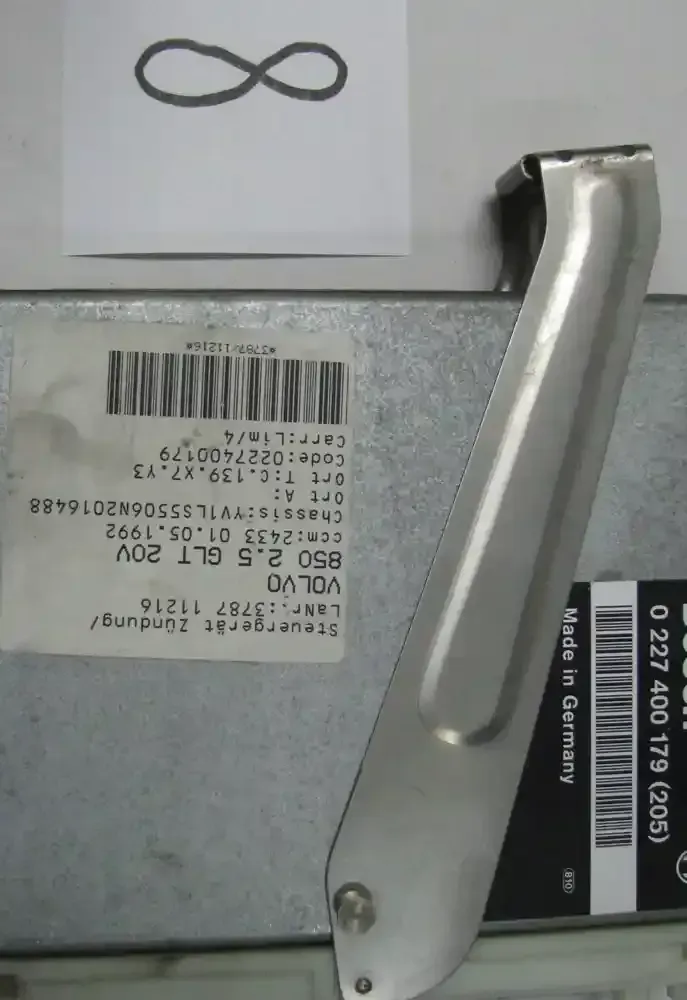 Steuergerät Zündung/
LaNr.:3787 11216
VOLVO
850 2.5 GLT 20V
ccm:2433 01.05.1992
Chassis:YV1LS5506N2016488
Ort A:
Ort T:C.139.X7.Y3
Code:0227400179
Carr:Lim/4
*3787/11216*
0 227 400 179 (205)
Made in Germany
810